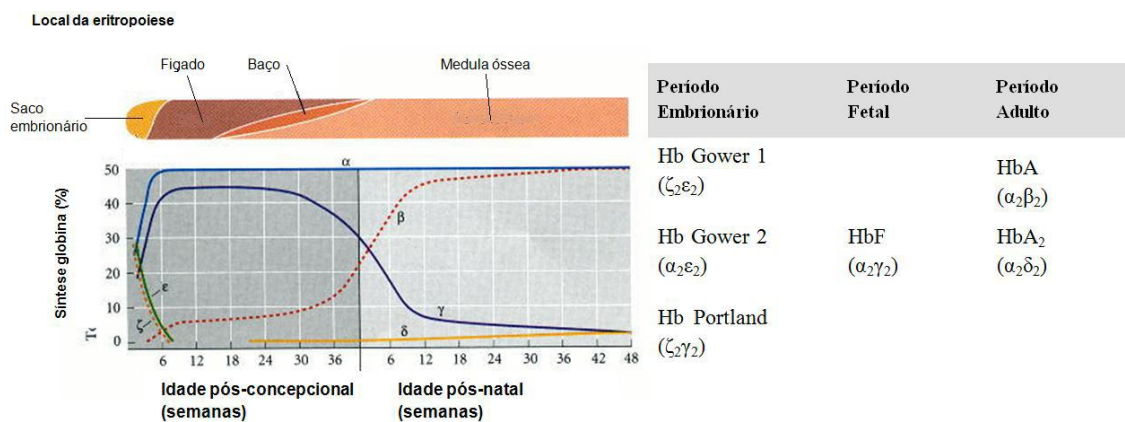 Local da eritropoiese
Fígado
Baço
Medula óssea
Saco
embrionário
Síntese globina (%)
50
40
30
20
10
0
α
β
γ
δ
ε
ζ
6
12
18
24
30
36
6
12
18
24
30
36
42
48
Idade pós-concepcional
(semanas)
Idade pós-natal
(semanas)
Período
Embrionário
Período
Fetal
Período
Adulto
Hb Gower 1
(ζ₂ε₂)
HbA
(α₂β₂)
Hb Gower 2
(α₂ε₂)
HbF
(α₂γ₂)
HbA₂
(α₂δ₂)
Hb Portland
(ζ₂γ₂)